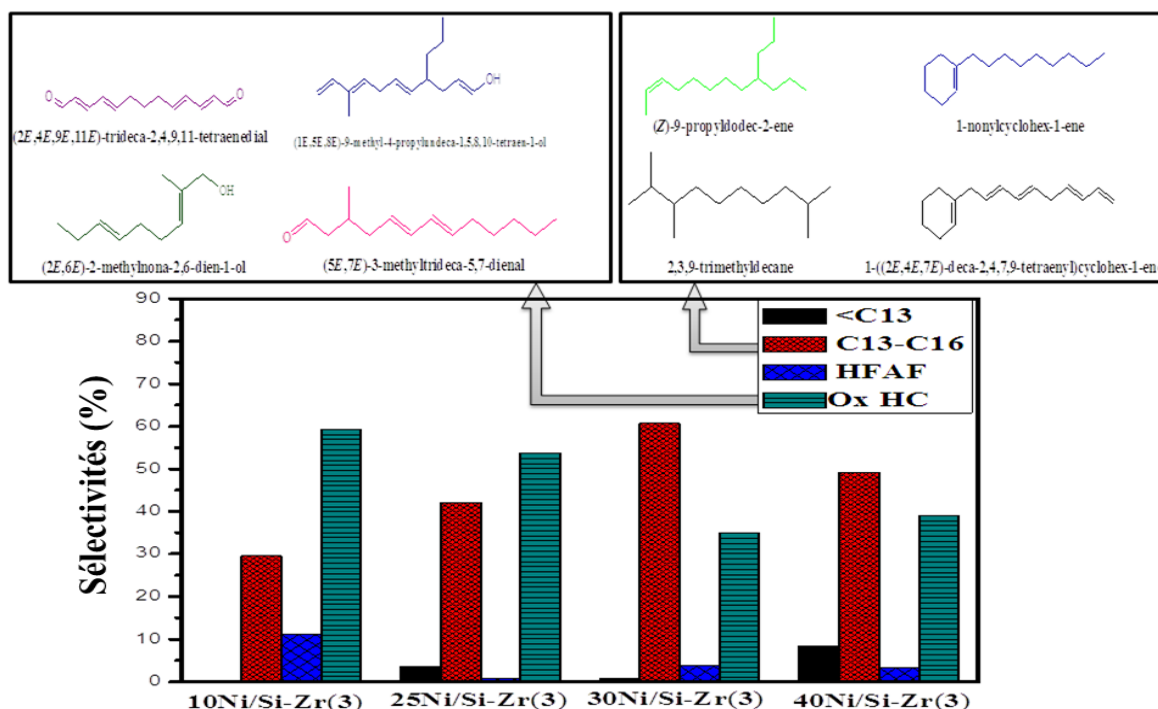 O
O
(2E,4E,9E,11E)-trideca-2,4,9,11-tetraenedial
OH
(1E,5E,8E)-9-methyl-4-propylundeca-1,5,8,10-tetraen-1-ol
OH
(2E,6E)-2-methylnona-2,6-dien-1-ol
O
(5E,7E)-3-methyltrideca-5,7-dienal
(Z)-9-propyldodec-2-ene
1-nonylcyclohex-1-ene
2,3,9-trimethyldecane
1-((2E,4E,7E)-deca-2,4,7,9-tetraenyl)cyclohex-1-en
<C13
C13-C16
HFAF
Ox HC
Sélectivités (%)
90
80
70
60
50
40
30
20
10
0
10Ni/Si-Zr(3)
25Ni/Si-Zr(3)
30Ni/Si-Zr(3)
40Ni/Si-Zr(3)